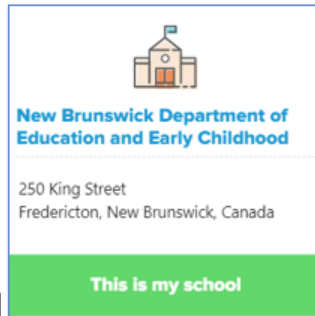 New Brunswick Department of
Education and Early Childhood
250 King Street
Fredericton, New Brunswick, Canada
This is my school